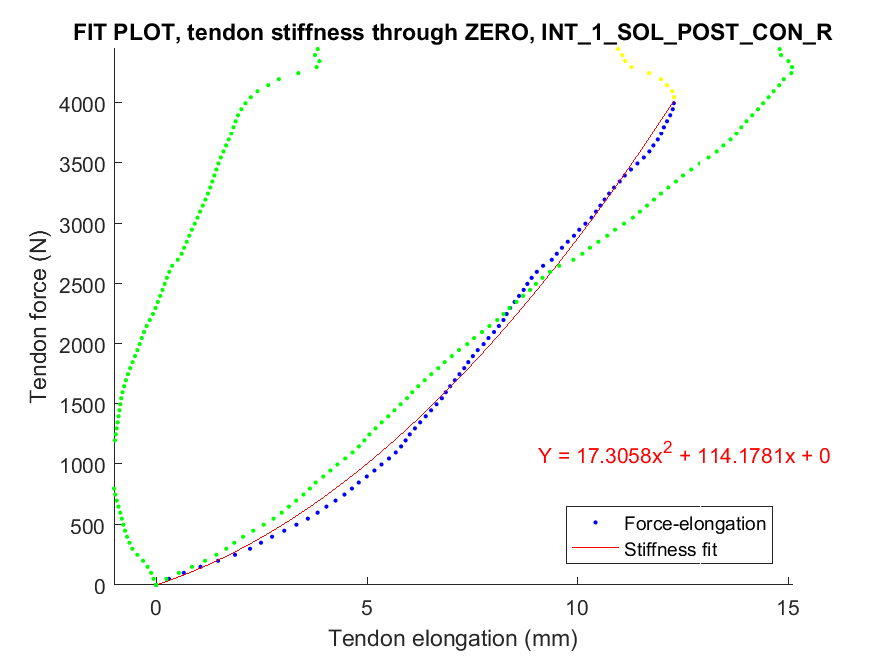 FIT PLOT, tendon stiffness through ZERO, INT_1_SOL_POST_CON_R
Tendon force (N)
4000
3500
3000
2500
2000
1500
1000
500
0
Y = 17.3058x² + 114.1781x + 0
Force-elongation
Stiffness fit
0 5 10 15
Tendon elongation (mm)